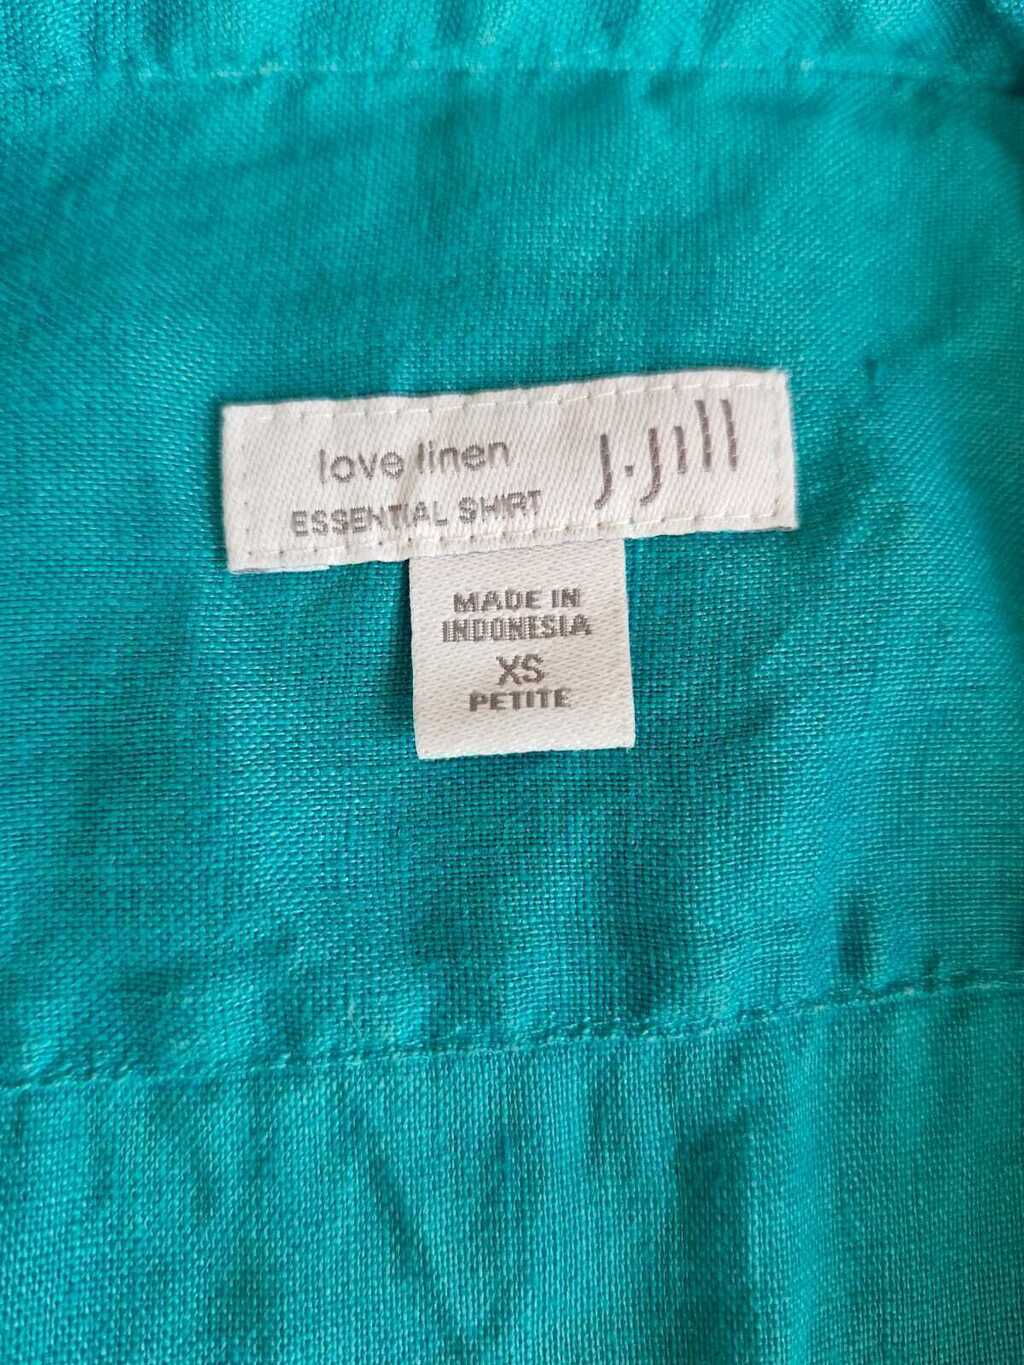 love linen
ESSENTIAL SHIRT
J.Jill
MADE IN
INDONESIA
XS
PETITE